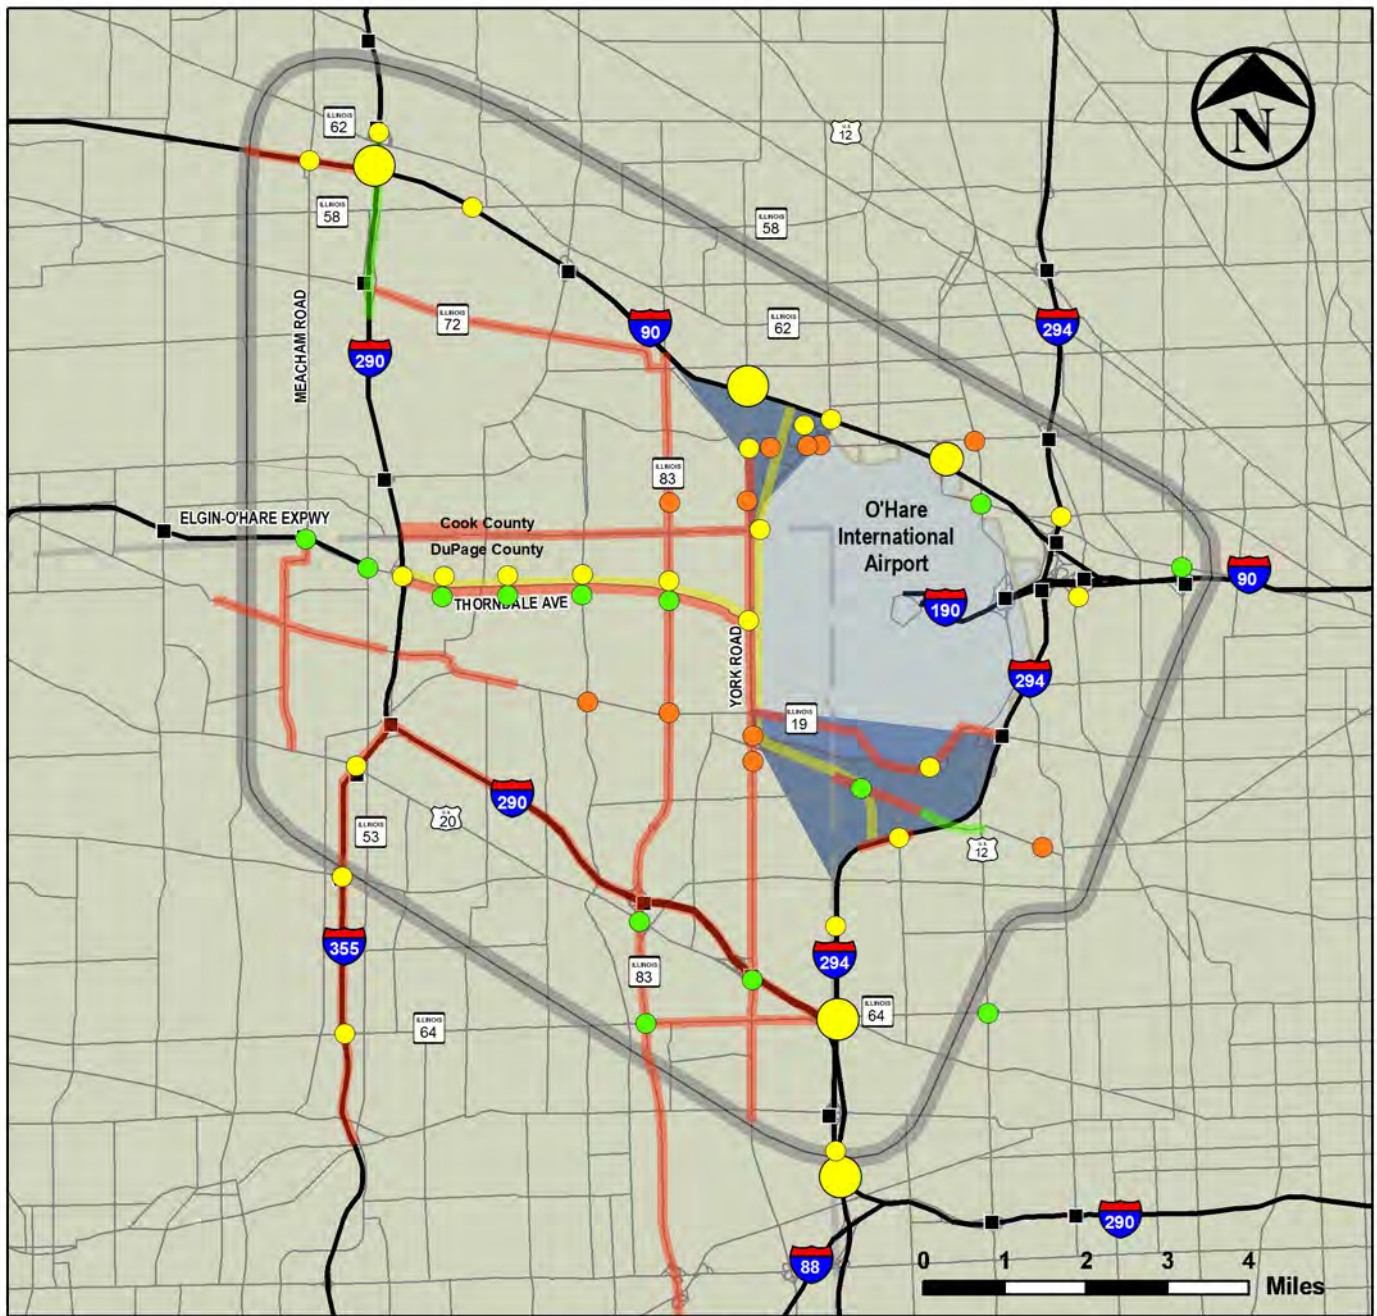 ILLINOIS
62
U.S.
12
N
ILLINOIS
58
ILLINOIS
58
MEACHAM ROAD
ILLINOIS
72
90
ILLINOIS
62
294
290
ILLINOIS
83
ELGIN-O'HARE EXPWY
Cook County
DuPage County
O'Hare
International
Airport
THORNDALE AVE
190
90
YORK ROAD
294
ILLINOIS
19
290
U.S.
20
ILLINOIS
53
U.S.
12
355
ILLINOIS
83
294
ILLINOIS
64
ILLINOIS
64
290
88
0 1 2 3 4
Miles